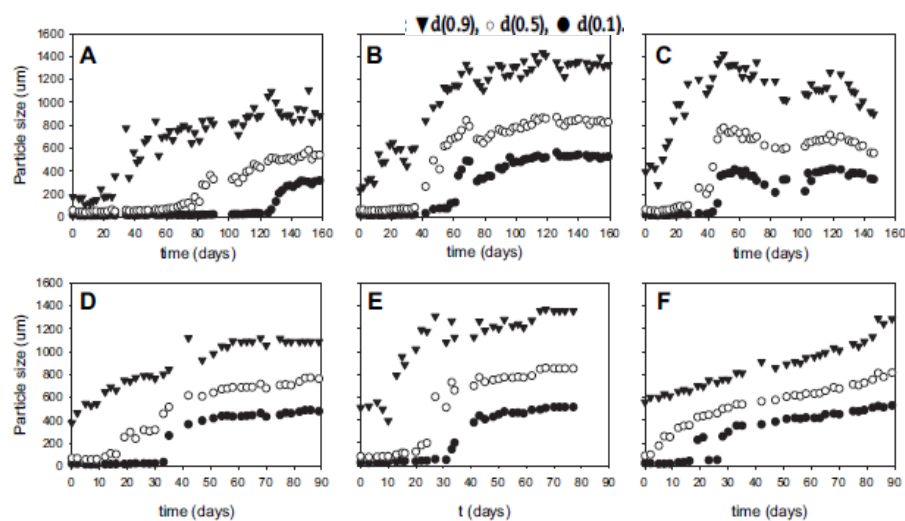 : ▼ d(0.9), ○ d(0.5), ● d(0.1).
A B C
Particle size (um)
1600
1400
1200
1000
800
600
400
200
0
0 20 40 60 80 100 120 140 160
0 20 40 60 80 100 120 140 160
0 20 40 60 80 100 120 140 160
time (days) time (days) time (days)
D E F
Particle size (um)
1600
1400
1200
1000
800
600
400
200
0
0 10 20 30 40 50 60 70 80 90
0 10 20 30 40 50 60 70 80 90
0 10 20 30 40 50 60 70 80 90
time (days) t (days) time (days)